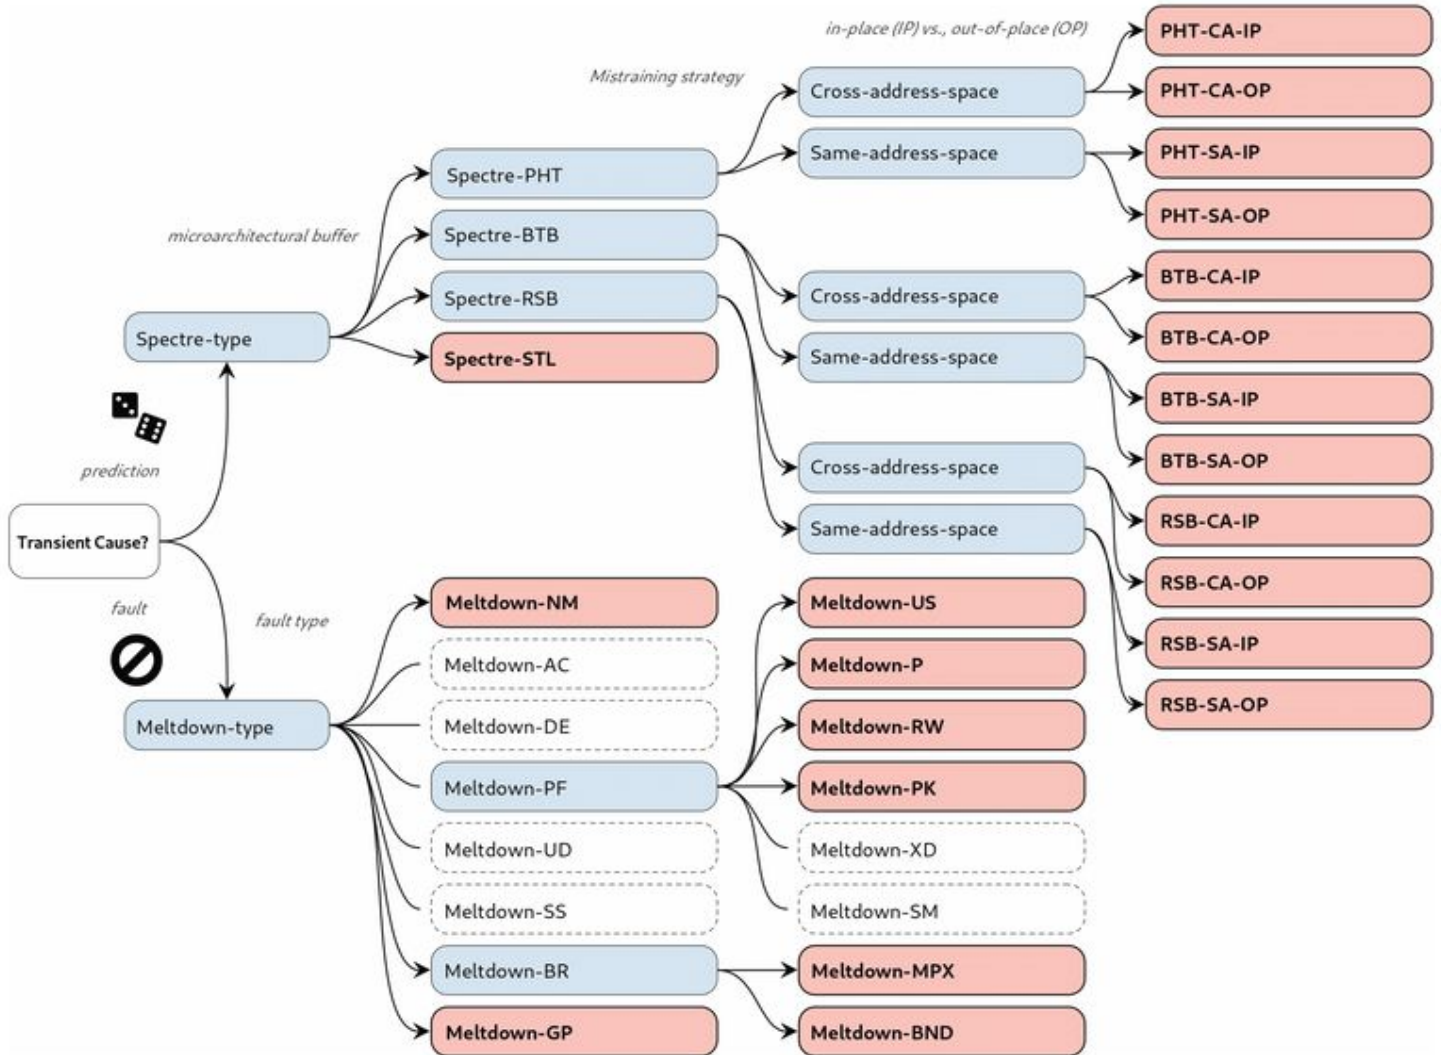 in-place (IP) vs., out-of-place (OP)
PHT-CA-IP
Mistraining strategy
Cross-address-space
PHT-CA-OP
Same-address-space
PHT-SA-IP
Spectre-PHT
PHT-SA-OP
microarchitectural buffer
Spectre-BTB
BTB-CA-IP
Spectre-RSB
Cross-address-space
Spectre-type
BTB-CA-OP
Spectre-STL
Same-address-space
BTB-SA-IP
BTB-SA-OP
prediction
Cross-address-space
RSB-CA-IP
Transient Cause?
Same-address-space
RSB-CA-OP
fault
fault type
Meltdown-NM
Meltdown-US
RSB-SA-IP
Meltdown-AC
Meltdown-P
RSB-SA-OP
Meltdown-type
Meltdown-DE
Meltdown-RW
Meltdown-PF
Meltdown-PK
Meltdown-UD
Meltdown-XD
Meltdown-SS
Meltdown-SM
Meltdown-BR
Meltdown-MPX
Meltdown-GP
Meltdown-BND